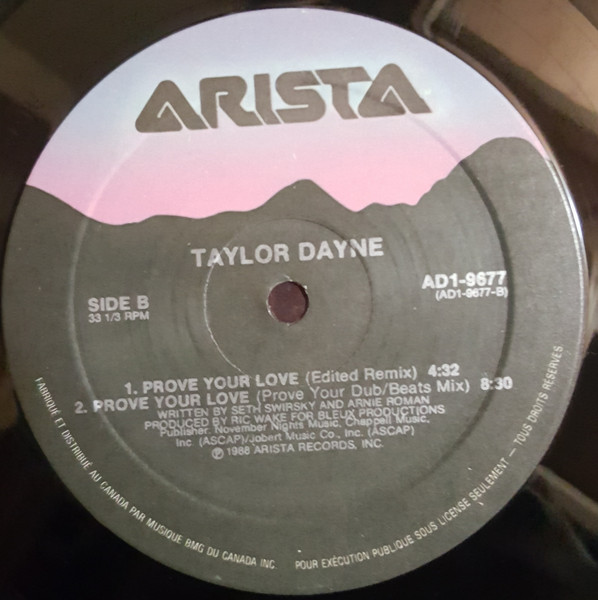 ARISTA
TAYLOR DAYNE
SIDE B
33 1/3 RPM
AD1-9677
(AD1-9677-B)
1. PROVE YOUR LOVE (Edited Remix) 4:32
2. PROVE YOUR LOVE (Prove Your Dub/Beats Mix) 8:30
WRITTEN BY SETH SWIRSKY AND ARNIE ROMAN
PRODUCED BY RIC WAKE FOR BLEUX PRODUCTIONS
Publisher: November Nights Music, Chappell Music,
Inc. (ASCAP)/Jobert Music Co., Inc. (ASCAP)
℗ 1988 ARISTA RECORDS, INC.
FABRIQUÉ ET DISTRIBUÉ AU CANADA PAR MUSIQUE BMG DU CANADA INC. POUR EXÉCUTION PUBLIQUE SOUS LICENSE SEULEMENT — TOUS DROITS RESERVES